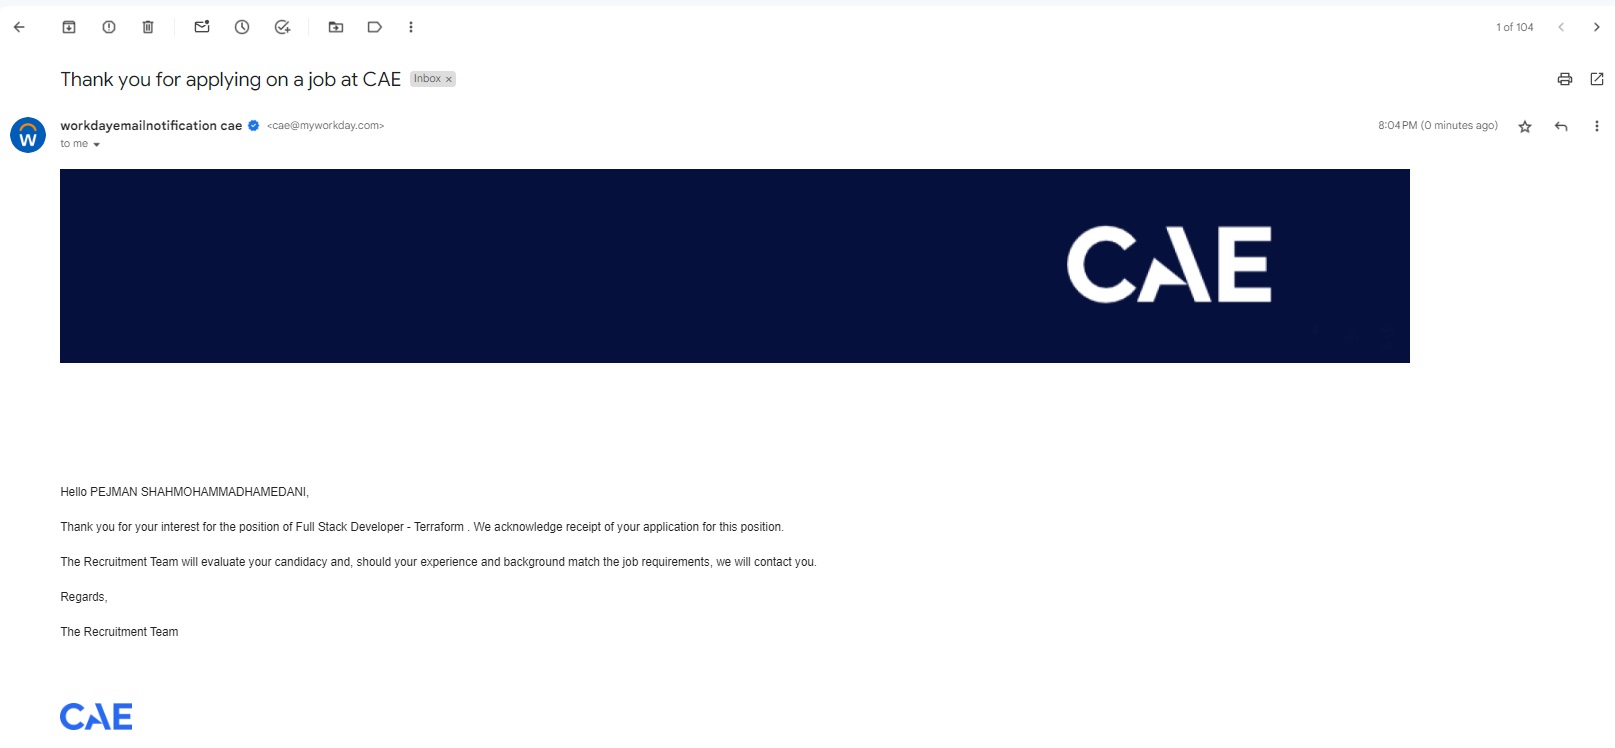 1 of 104
Thank you for applying on a job at CAE Inbox ×
workdayemailnotification cae <cae@myworkday.com>
8:04 PM (0 minutes ago)
W
to me
CAE
Hello PEJMAN SHAHMOHAMMADHAMEDANI,
Thank you for your interest for the position of Full Stack Developer - Terraform . We acknowledge receipt of your application for this position.
The Recruitment Team will evaluate your candidacy and, should your experience and background match the job requirements, we will contact you.
Regards,
The Recruitment Team
CAE